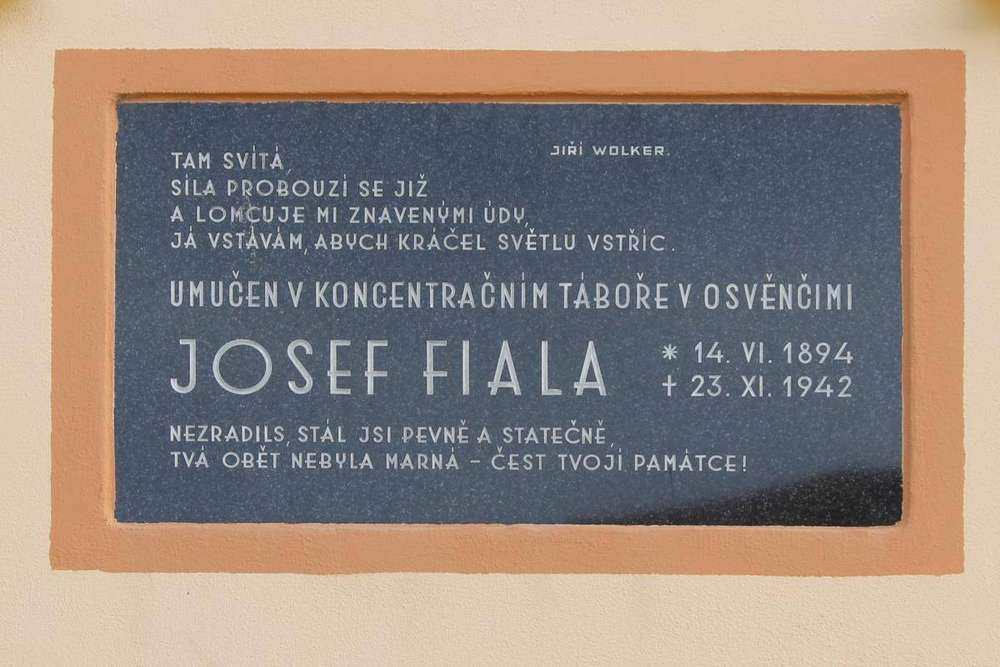 TAM SVÍTÁ,
JIŘÍ WOLKER.
SÍLA PROBOUZÍ SE JIŽ
A LOMCUJE MI ZNAVENÝMI ÚDY,
JÁ VSTÁVÁM, ABYCH KRÁČEL SVĚTLU VSTŘÍC.
UMUČEN V KONCENTRAČNÍM TÁBOŘE V OSVĚNČIMI
JOSEF FIALA
* 14. VI. 1894
† 23. XI. 1942
NEZRADILS, STÁL JSI PEVNĚ A STATEČNĚ,
TVÁ OBĚŤ NEBYLA MARNÁ – ČEST TVOJÍ PAMÁTCE!